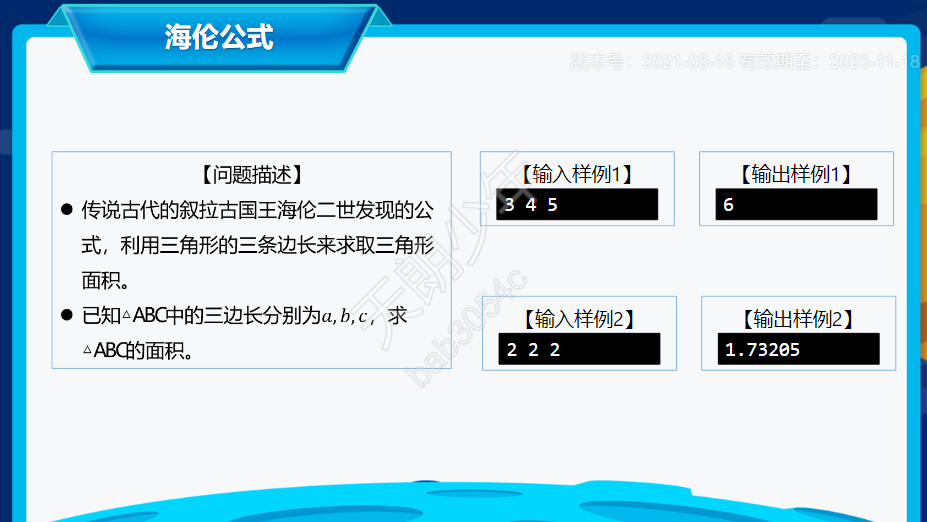 海伦公式
版本号：2021-08-18 有效期至：2023-11-18
【问题描述】
● 传说古代的叙拉古国王海伦二世发现的公
式，利用三角形的三条边长来求取三角形
面积。
● 已知△ABC中的三边长分别为a,b,c，求
△ABC的面积。
【输入样例1】
3 4 5
【输出样例1】
6
【输入样例2】
2 2 2
【输出样例2】
1.73205
天朗少年
bab3054c